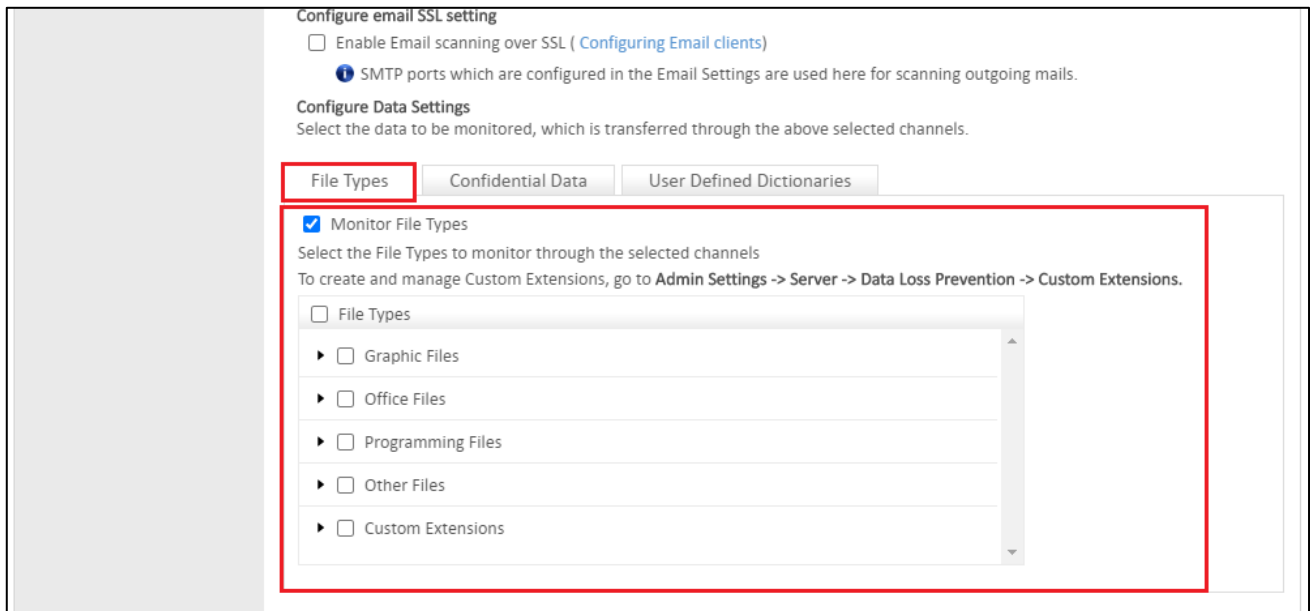 Configure email SSL setting
Enable Email scanning over SSL ( Configuring Email clients)
SMTP ports which are configured in the Email Settings are used here for scanning outgoing mails.
Configure Data Settings
Select the data to be monitored, which is transferred through the above selected channels.
File Types Confidential Data User Defined Dictionaries
Monitor File Types
Select the File Types to monitor through the selected channels
To create and manage Custom Extensions, go to Admin Settings -> Server -> Data Loss Prevention -> Custom Extensions.
File Types
Graphic Files
Office Files
Programming Files
Other Files
Custom Extensions